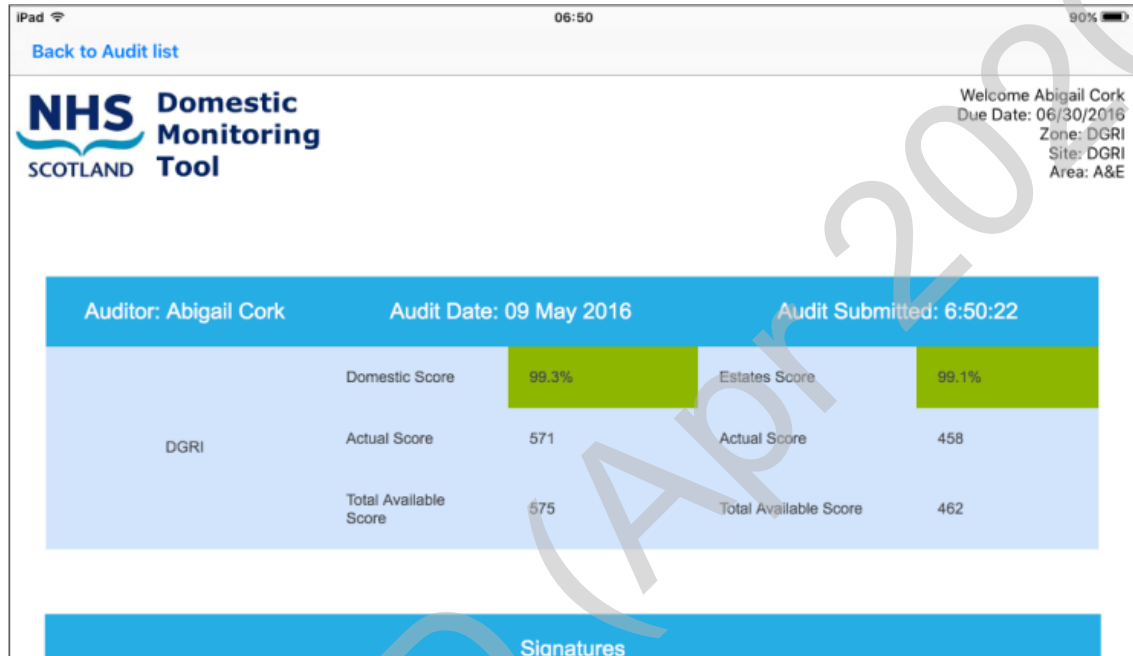 iPad 06:50 90%
Back to Audit list
NHS
SCOTLAND
Domestic
Monitoring
Tool
Welcome Abigail Cork
Due Date: 06/30/2016
Zone: DGRI
Site: DGRI
Area: A&E
Auditor: Abigail Cork Audit Date: 09 May 2016 Audit Submitted: 6:50:22
Domestic Score 99.3% Estates Score 99.1%
DGRI
Actual Score 571 Actual Score 458
Total Available
Score
575 Total Available Score 462
Signatures
(Apr 202